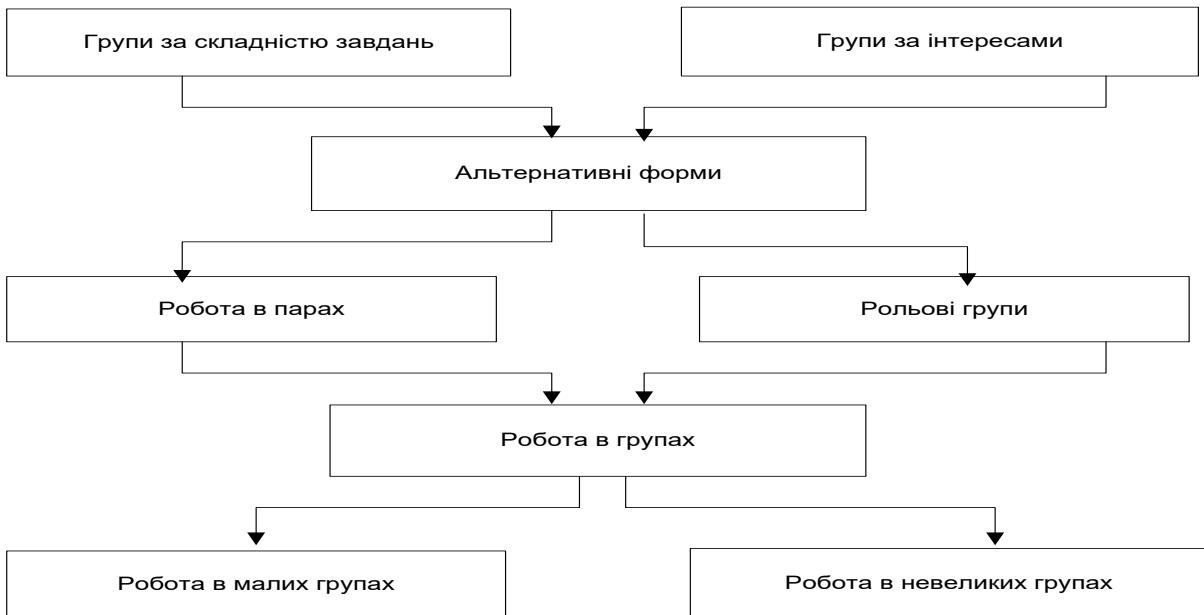 Групи за складністю завдань
Групи за інтересами
Альтернативні форми
Робота в парах
Рольові групи
Робота в групах
Робота в малих групах
Робота в невеликих групах